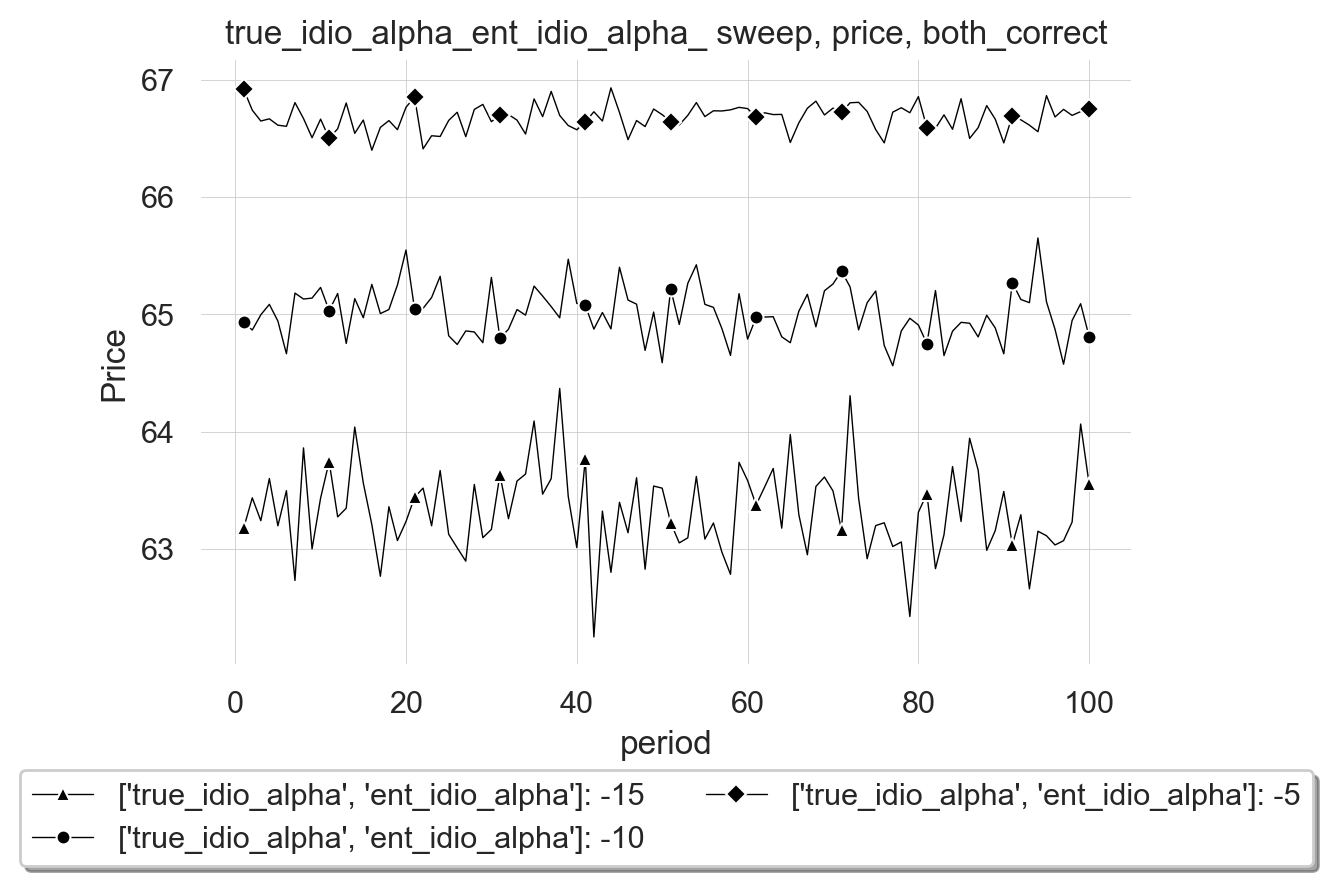 true_idio_alpha_ent_idio_alpha_ sweep, price, both_correct
67
66
65
64
63
Price
0 20 40 60 80 100
period
['true_idio_alpha', 'ent_idio_alpha']: -15
['true_idio_alpha', 'ent_idio_alpha']: -10
['true_idio_alpha', 'ent_idio_alpha']: -5